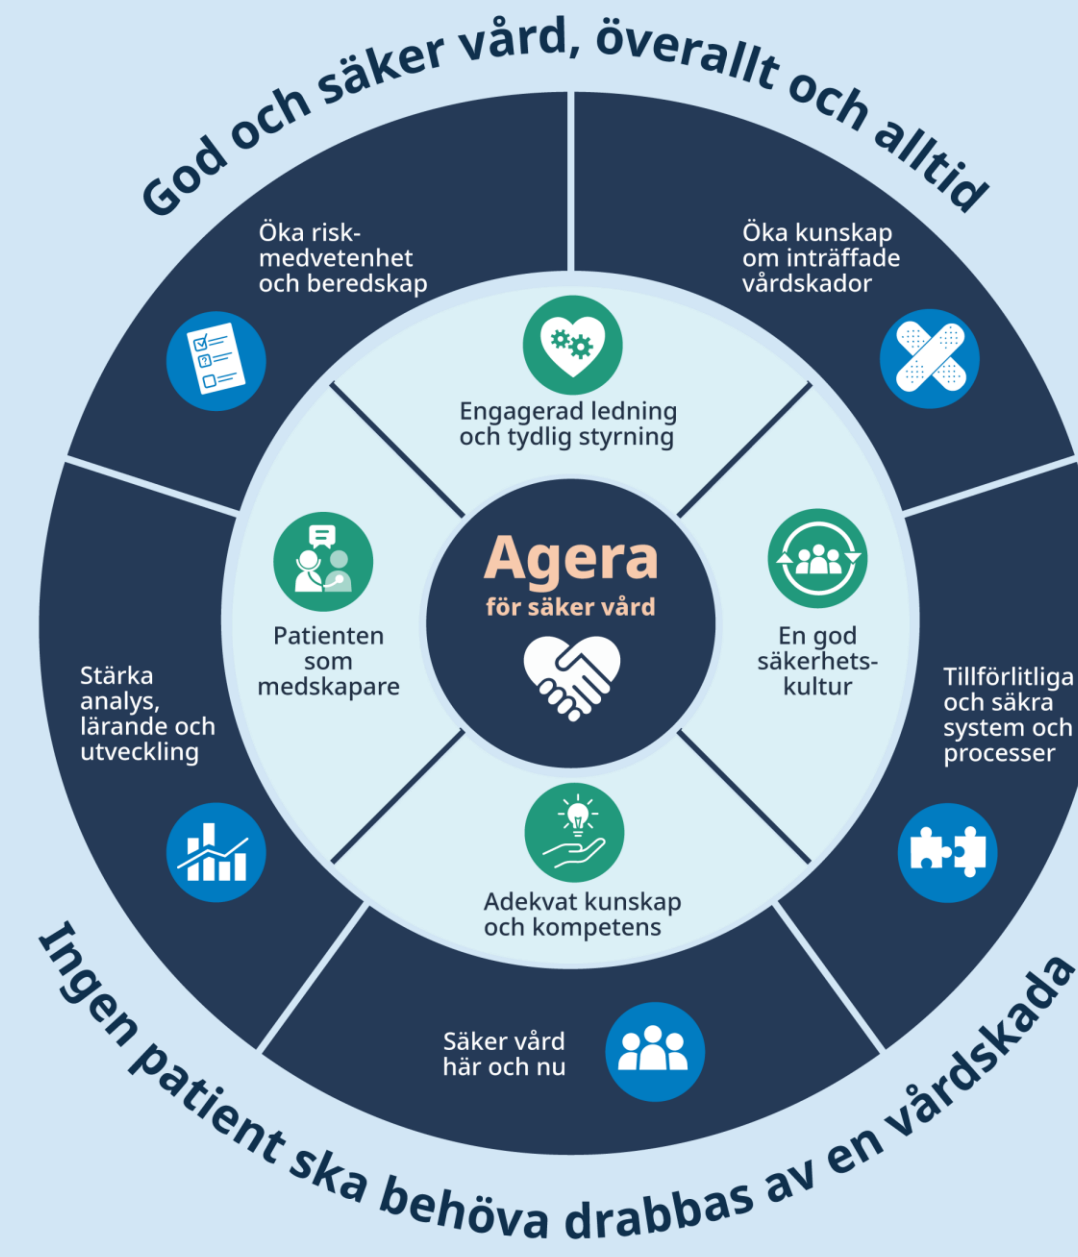 God och säker vård, överallt och alltid
Öka risk-
medvetenhet
och beredskap
Öka kunskap
om inträffade
vårdskador
Engagerad ledning
och tydlig styrning
Patienten
som
medskapare
Agera
för säker vård
En god
säkerhets-
kultur
Stärka
analys,
lärande och
utveckling
Tillförlitliga
och säkra
system och
processer
Adekvat kunskap
och kompetens
Säker vård
här och nu
Ingen patient ska behöva drabbas av en vårdskada